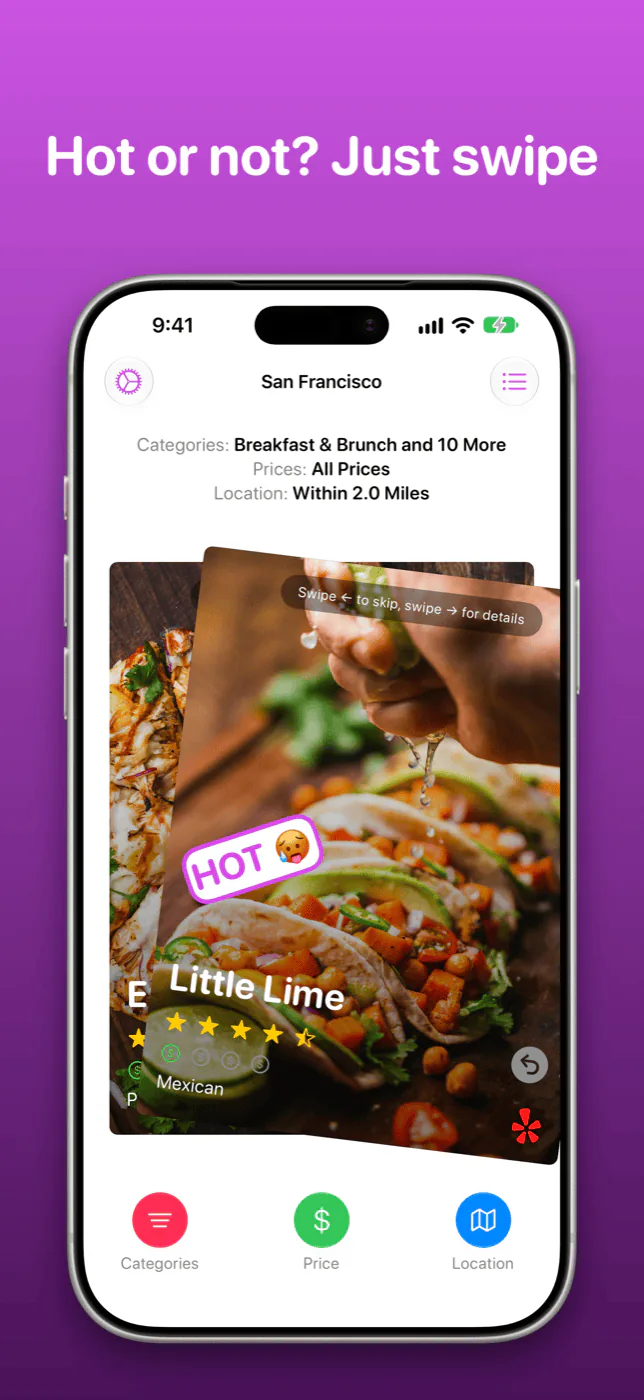 Hot or not? Just swipe
9:41
San Francisco
Categories: Breakfast & Brunch and 10 More
Prices: All Prices
Location: Within 2.0 Miles
Swipe ← to skip, swipe → for details
HOT 🥵
E
Little Lime
P
Mexican
Categories
Price
Location